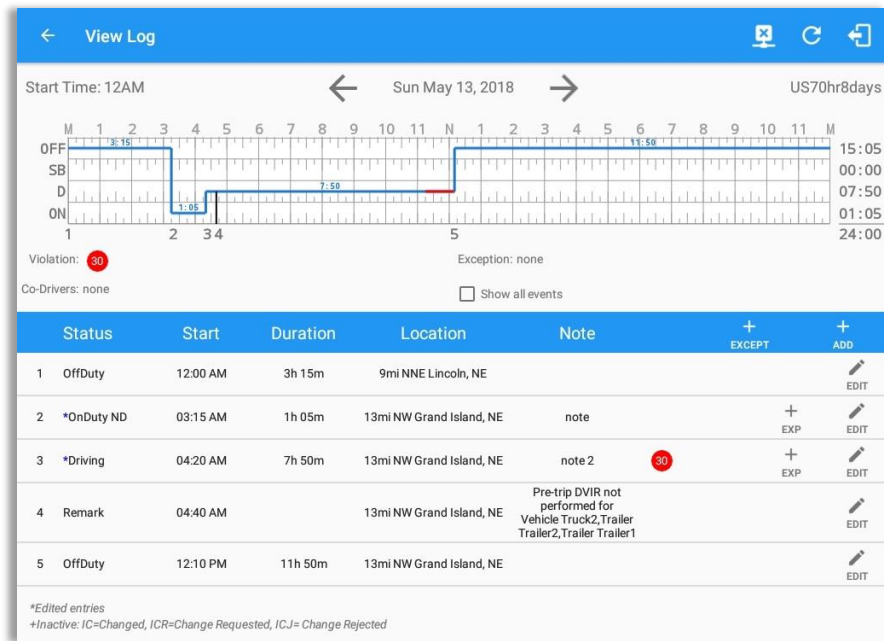 View Log
Start Time: 12AM
Sun May 13, 2018
US70hr8days
M 1 2 3 4 5 6 7 8 9 10 11 N 1 2 3 4 5 6 7 8 9 10 11 M
OFF 3:15 11:50 15:05
SB 00:00
D 7:50 07:50
ON 1:05 01:05
1 2 3 4 5 24:00
Violation: 30 Exception: none
Co-Drivers: none Show all events
Status Start Duration Location Note + EXCEPT + ADD
1 OffDuty 12:00 AM 3h 15m 9mi NNE Lincoln, NE EDIT
2 *OnDuty ND 03:15 AM 1h 05m 13mi NW Grand Island, NE note + EXP EDIT
3 *Driving 04:20 AM 7h 50m 13mi NW Grand Island, NE note 2 30 + EXP EDIT
Pre-trip DVIR not
performed for
4 Remark 04:40 AM 13mi NW Grand Island, NE EDIT
Vehicle Truck2,Trailer
Trailer2,Trailer Trailer1
5 OffDuty 12:10 PM 11h 50m 13mi NW Grand Island, NE EDIT
*Edited entries
+Inactive: IC=Changed, ICR=Change Requested, ICJ= Change Rejected